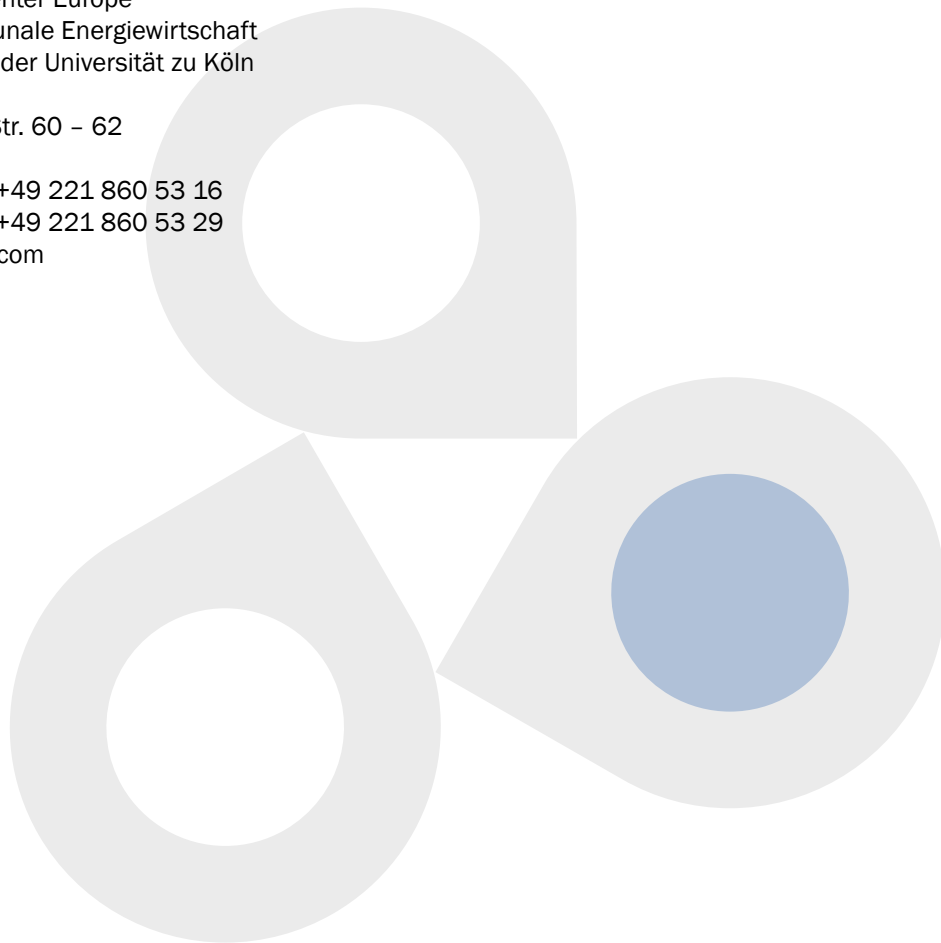 nter Europe
unale Energiewirtschaft
der Universität zu Köln
tr. 60 – 62
+49 221 860 53 16
+49 221 860 53 29
com